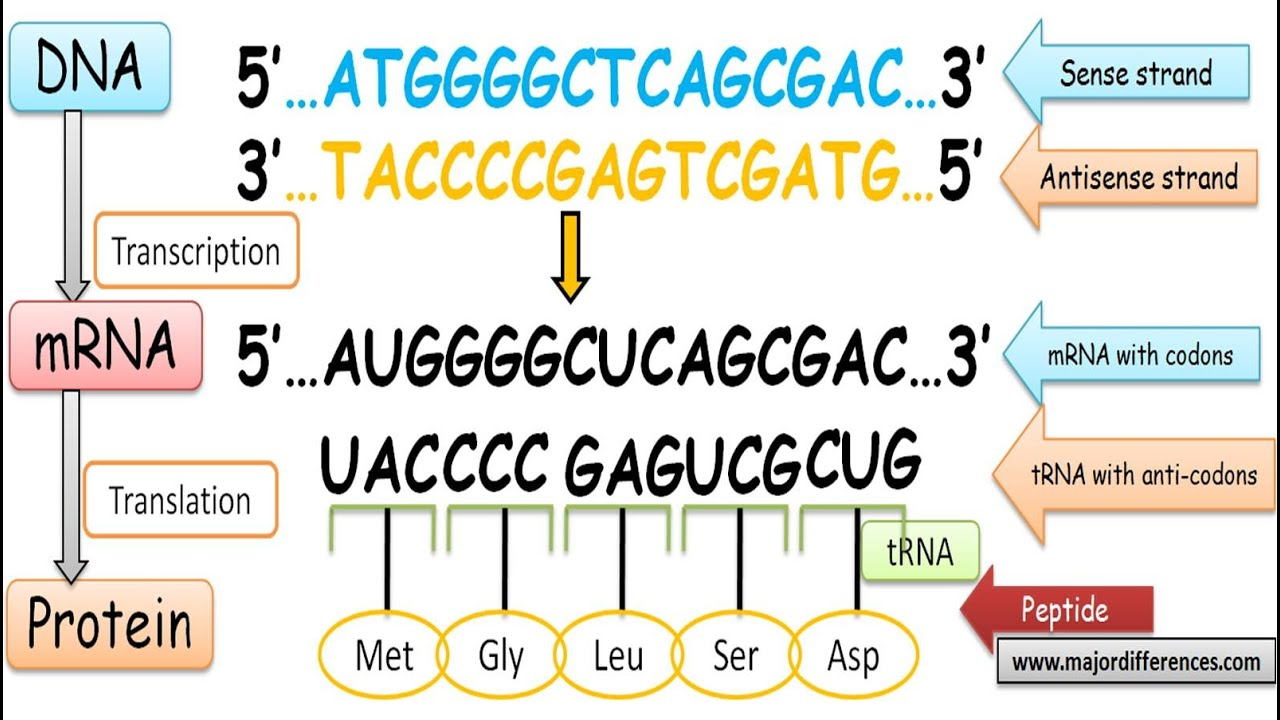 DNA
5' ...ATGGGGCTCAGCGAC...3'
Sense strand
3' ...TACCCCGAGTCGATG...5'
Antisense strand
Transcription
mRNA
5' ...AUGGGGCUCAGCGAC...3'
mRNA with codons
UACCCC GAGUCGCUG
tRNA with anti-codons
Translation
tRNA
Protein
Met Gly Leu Ser Asp
Peptide
www.majordifferences.com